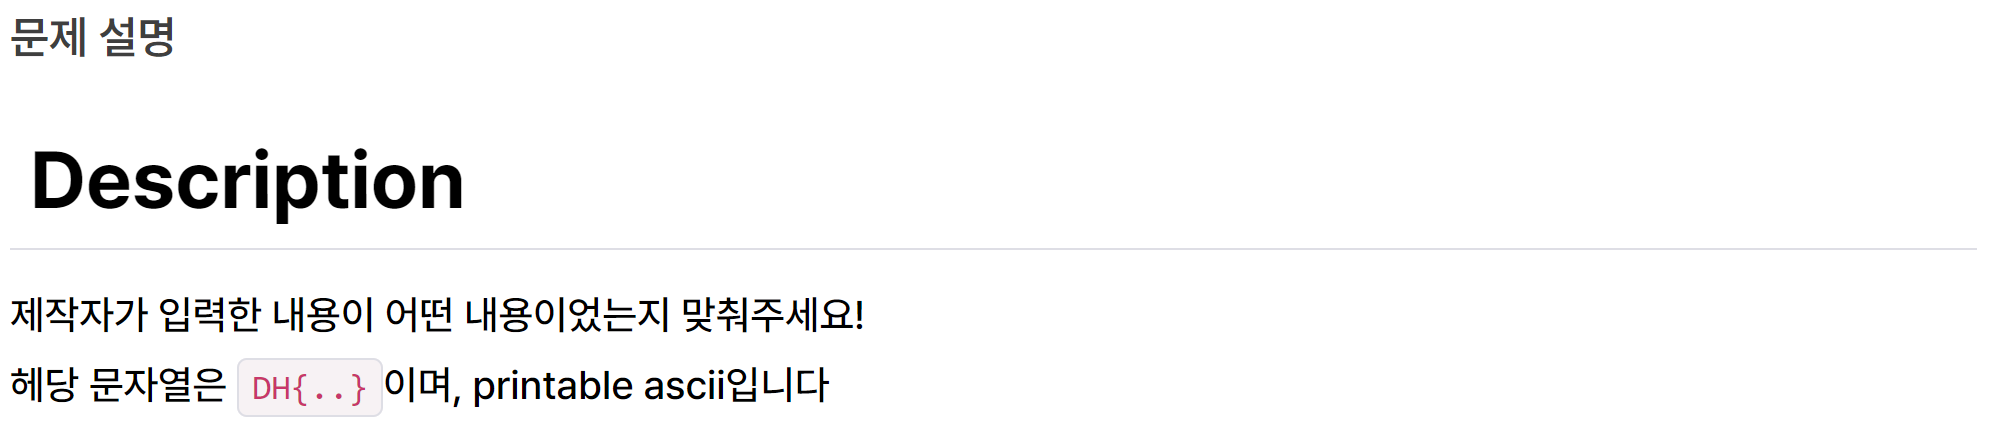 문제 설명
Description
제작자가 입력한 내용이 어떤 내용이었는지 맞춰주세요!
헤당 문자열은 DH{..}이며, printable ascii입니다